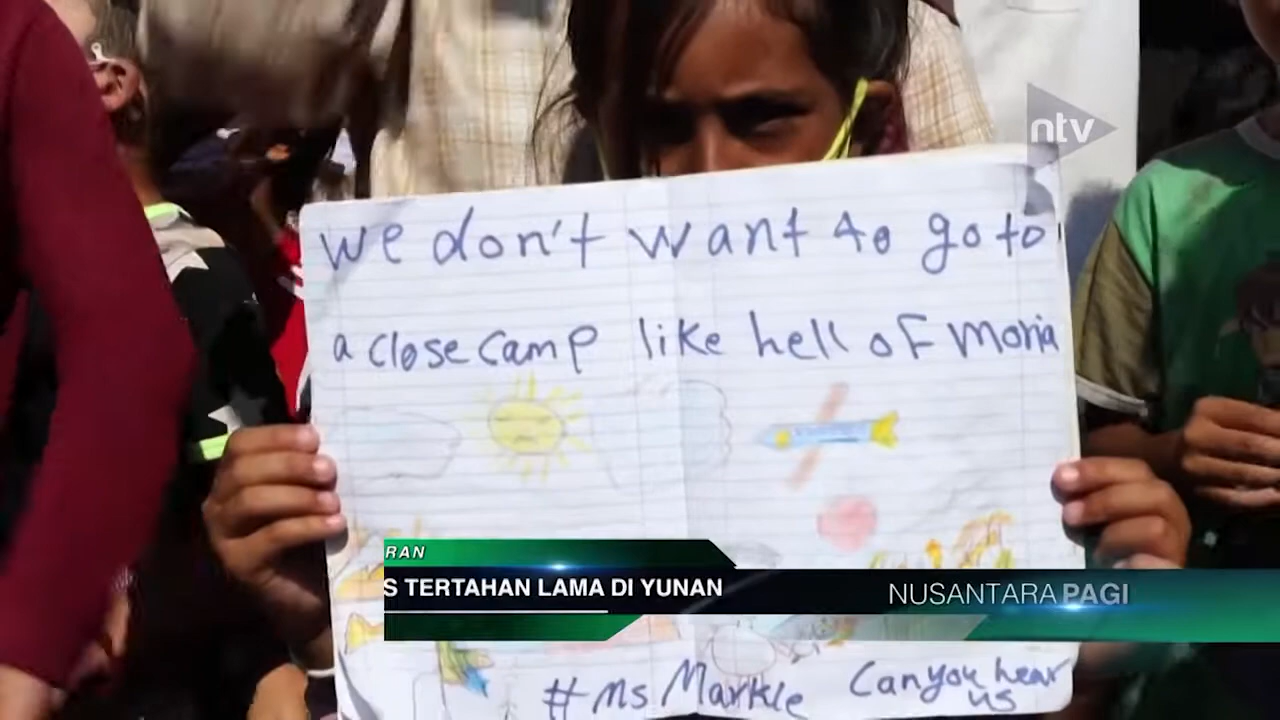 ntv
we don't want to go to
a close camp like hell of moria
RAN
S TERTAHAN LAMA DI YUNAN
NUSANTARA PAGI
#ms Markle Can you hear
us